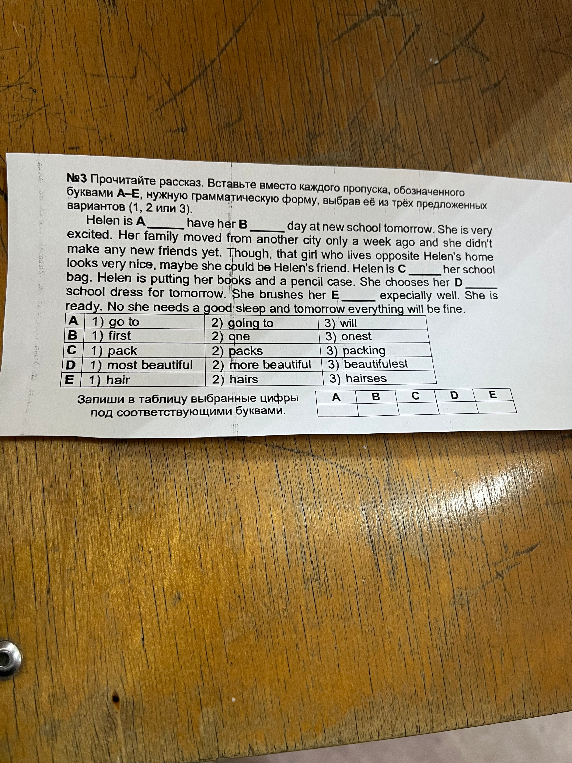 №3 Прочитайте рассказ. Вставьте вместо каждого пропуска, обозначенного
буквами А–Е, нужную грамматическую форму, выбрав её из трёх предложенных
вариантов (1, 2 или 3).
Helen is A______ have her B ______ day at new school tomorrow. She is very
excited. Her family moved from another city only a week ago and she didn't
make any new friends yet. Though, that girl who lives opposite Helen's home
looks very nice, maybe she could be Helen's friend. Helen is C _____ her school
bag. Helen is putting her books and a pencil case. She chooses her D _____
school dress for tomorrow. She brushes her E_____ expecially well. She is
ready. No she needs a good sleep and tomorrow everything will be fine.
A 1) go to 2) going to 3) will
B 1) first 2) one 3) onest
C 1) pack 2) packs 3) packing
D 1) most beautiful 2) more beautiful 3) beautifulest
E 1) hair 2) hairs 3) hairses
Запиши в таблицу выбранные цифры
под соответствующими буквами.
A B C D E